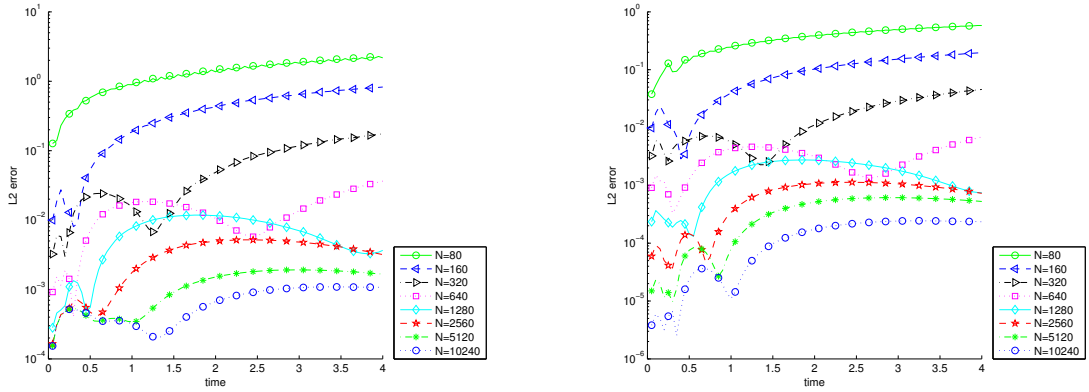 10^1
10^0
10^-1
10^-2
10^-3
10^-4
L2 error
0 0.5 1 1.5 2 2.5 3 3.5 4
time
N=80
N=160
N=320
N=640
N=1280
N=2560
N=5120
N=10240
10^0
10^-1
10^-2
10^-3
10^-4
10^-5
10^-6
L2 error
0 0.5 1 1.5 2 2.5 3 3.5 4
time
N=80
N=160
N=320
N=640
N=1280
N=2560
N=5120
N=10240